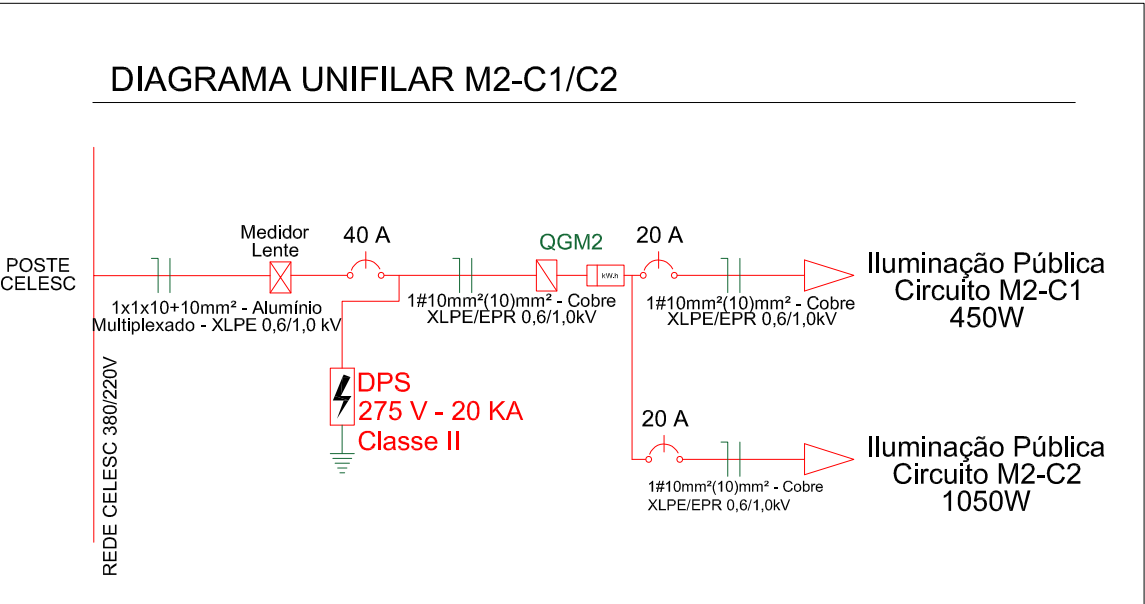 DIAGRAMA UNIFILAR M2-C1/C2
POSTE
CELESC
REDE CELESC 380/220V
1x1x10+10mm² - Alumínio
Multiplexado - XLPE 0,6/1,0 kV
Medidor
Lente
40 A
DPS
275 V - 20 KA
Classe II
1#10mm²(10)mm² - Cobre
XLPE/EPR 0,6/1,0kV
QGM2
kW.h
20 A
1#10mm²(10)mm² - Cobre
XLPE/EPR 0,6/1,0kV
Iluminação Pública
Circuito M2-C1
450W
20 A
1#10mm²(10)mm² - Cobre
XLPE/EPR 0,6/1,0kV
Iluminação Pública
Circuito M2-C2
1050W